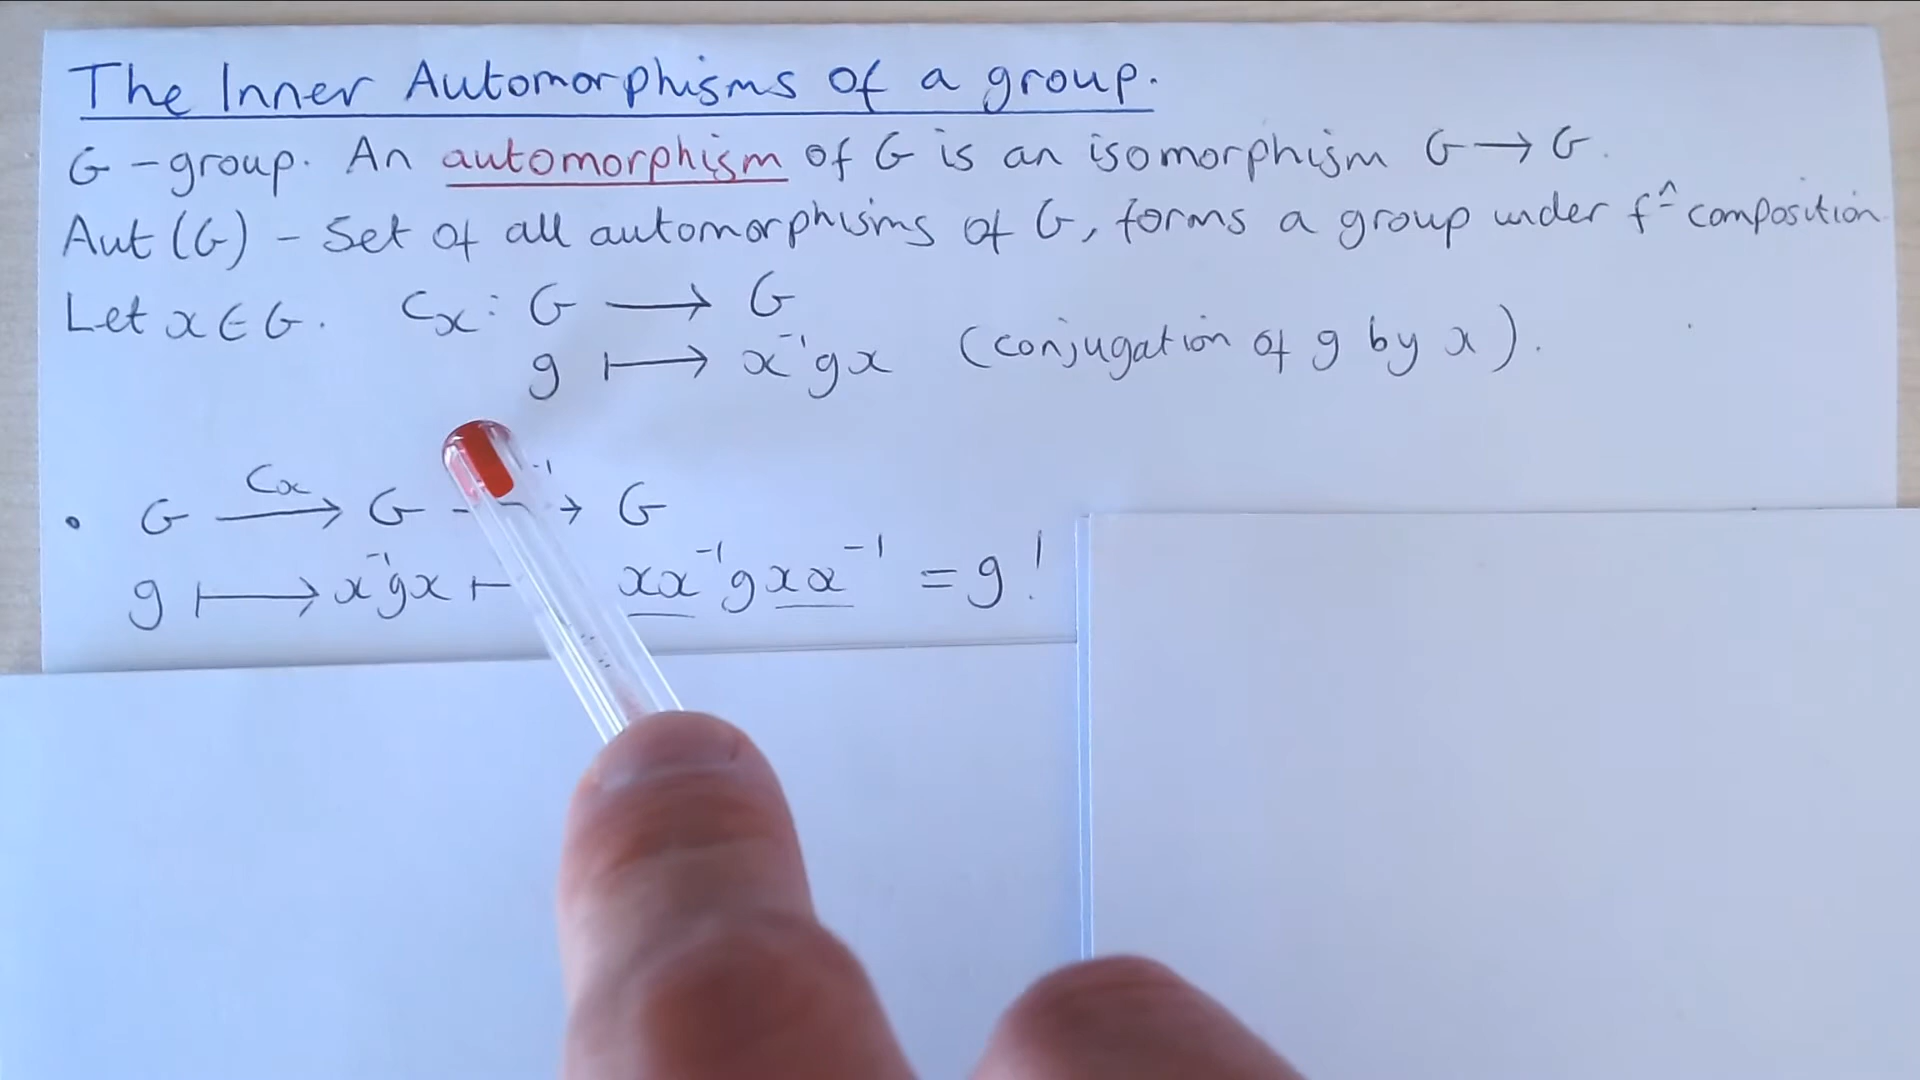 The Inner Automorphisms of a group.
G - group. An automorphism of G is an isomorphism G → G.
Aut (G) - Set of all automorphisms of G, forms a group under fⁿ composition
Let x ∈ G. Cₓ : G ⟶ G
g ⟼ x⁻¹gx (conjugation of g by x).
• G —Cₓ→ G → G
g ⟼ x⁻¹gx ⊢ xx⁻¹gxx⁻¹ = g!